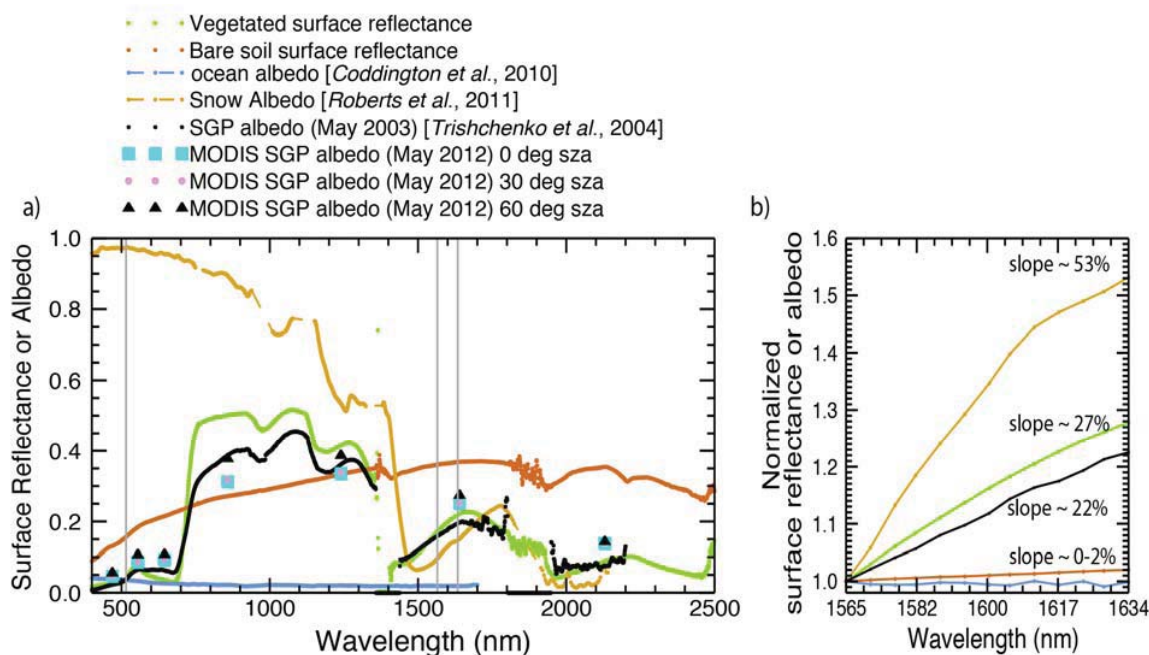 Vegetated surface reflectance
Bare soil surface reflectance
ocean albedo [Coddington et al., 2010]
Snow Albedo [Roberts et al., 2011]
SGP albedo (May 2003) [Trishchenko et al., 2004]
MODIS SGP albedo (May 2012) 0 deg sza
MODIS SGP albedo (May 2012) 30 deg sza
MODIS SGP albedo (May 2012) 60 deg sza
a)
Surface Reflectance or Albedo
1.0
0.8
0.6
0.4
0.2
0.0
500 1000 1500 2000 2500
Wavelength (nm)
b)
Normalized
surface reflectance or albedo
1.6
1.5
1.4
1.3
1.2
1.1
1.0
slope ~ 53%
slope ~ 27%
slope ~ 22%
slope ~ 0-2%
1565 1582 1600 1617 1634
Wavelength (nm)